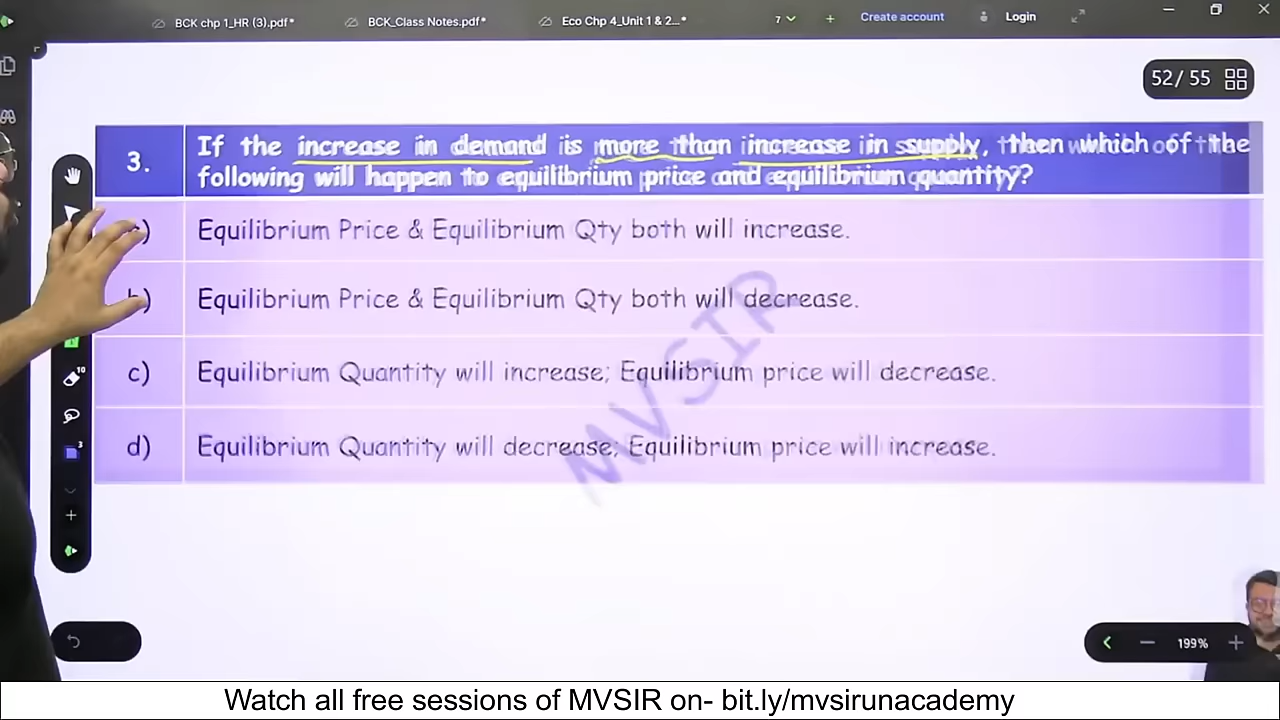 BCK chp 1_HR (3).pdf*
BCK_Class Notes.pdf*
Eco Chp 4_Unit 1 & 2...*
7
Create account
Login
52/ 55
3.
If the increase in demand is more than increase in supply, then which of the
following will happen to equilibrium price and equilibrium quantity?
Equilibrium Price & Equilibrium Qty both will increase.
b)
Equilibrium Price & Equilibrium Qty both will decrease.
c)
Equilibrium Quantity will increase; Equilibrium price will decrease.
d)
Equilibrium Quantity will decrease; Equilibrium price will increase.
MVSIR
10
3
199%
Watch all free sessions of MVSIR on- bit.ly/mvsirunacademy